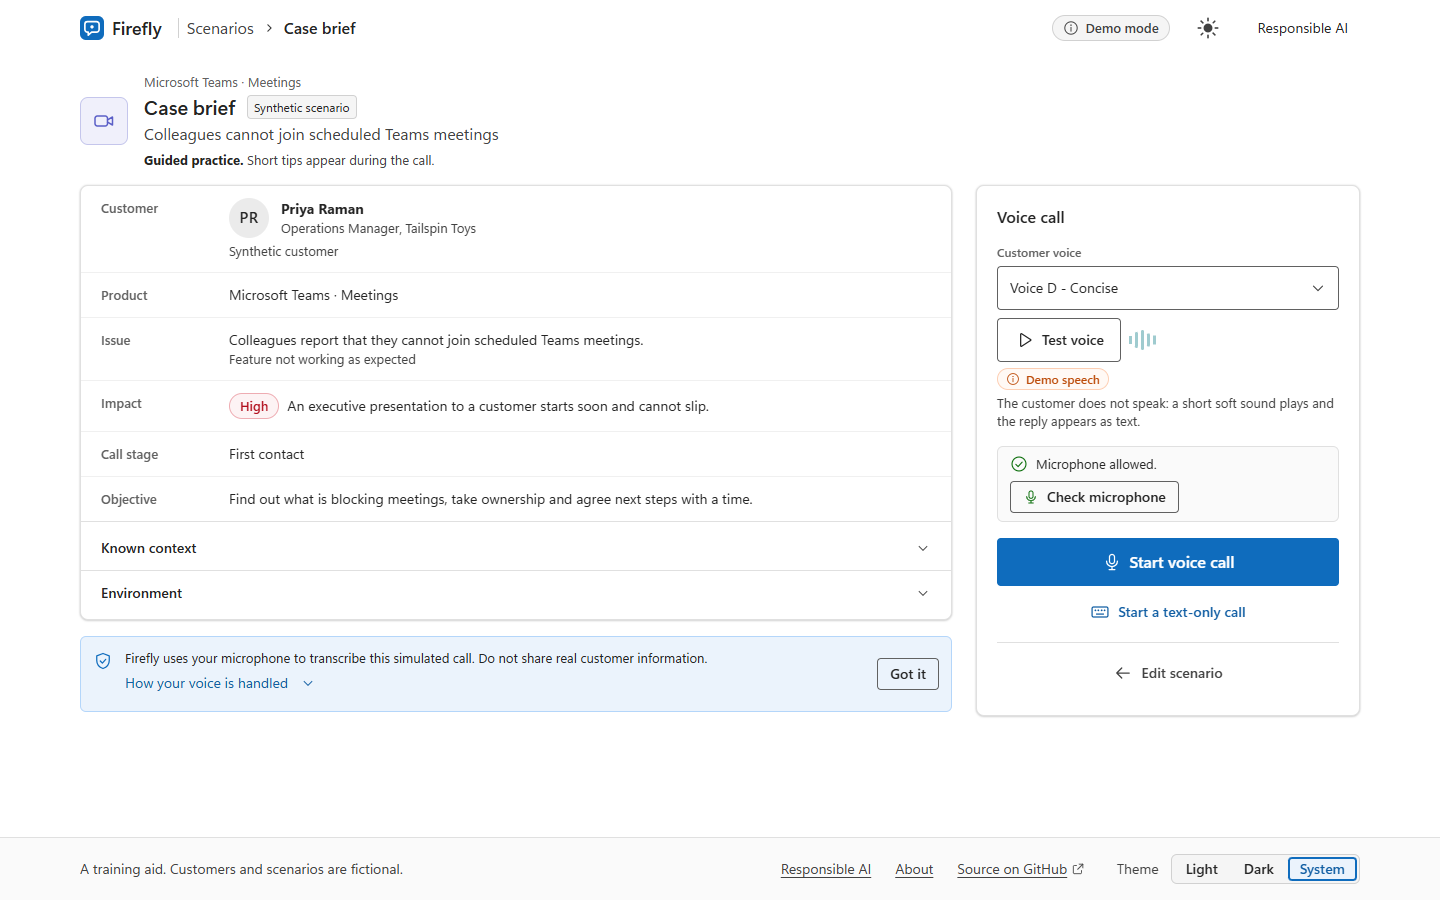 Firefly
Scenarios
Case brief
Demo mode
Responsible AI
Microsoft Teams · Meetings
Case brief
Synthetic scenario
Colleagues cannot join scheduled Teams meetings
Guided practice. Short tips appear during the call.
Customer
PR
Priya Raman
Operations Manager, Tailspin Toys
Synthetic customer
Product
Microsoft Teams · Meetings
Issue
Colleagues report that they cannot join scheduled Teams meetings.
Feature not working as expected
Impact
High
An executive presentation to a customer starts soon and cannot slip.
Call stage
First contact
Objective
Find out what is blocking meetings, take ownership and agree next steps with a time.
Known context
Environment
Firefly uses your microphone to transcribe this simulated call. Do not share real customer information.
How your voice is handled
Got it
Voice call
Customer voice
Voice D - Concise
Test voice
Demo speech
The customer does not speak: a short soft sound plays and
the reply appears as text.
Microphone allowed.
Check microphone
Start voice call
Start a text-only call
Edit scenario
A training aid. Customers and scenarios are fictional.
Responsible AI
About
Source on GitHub
Theme
Light
Dark
System